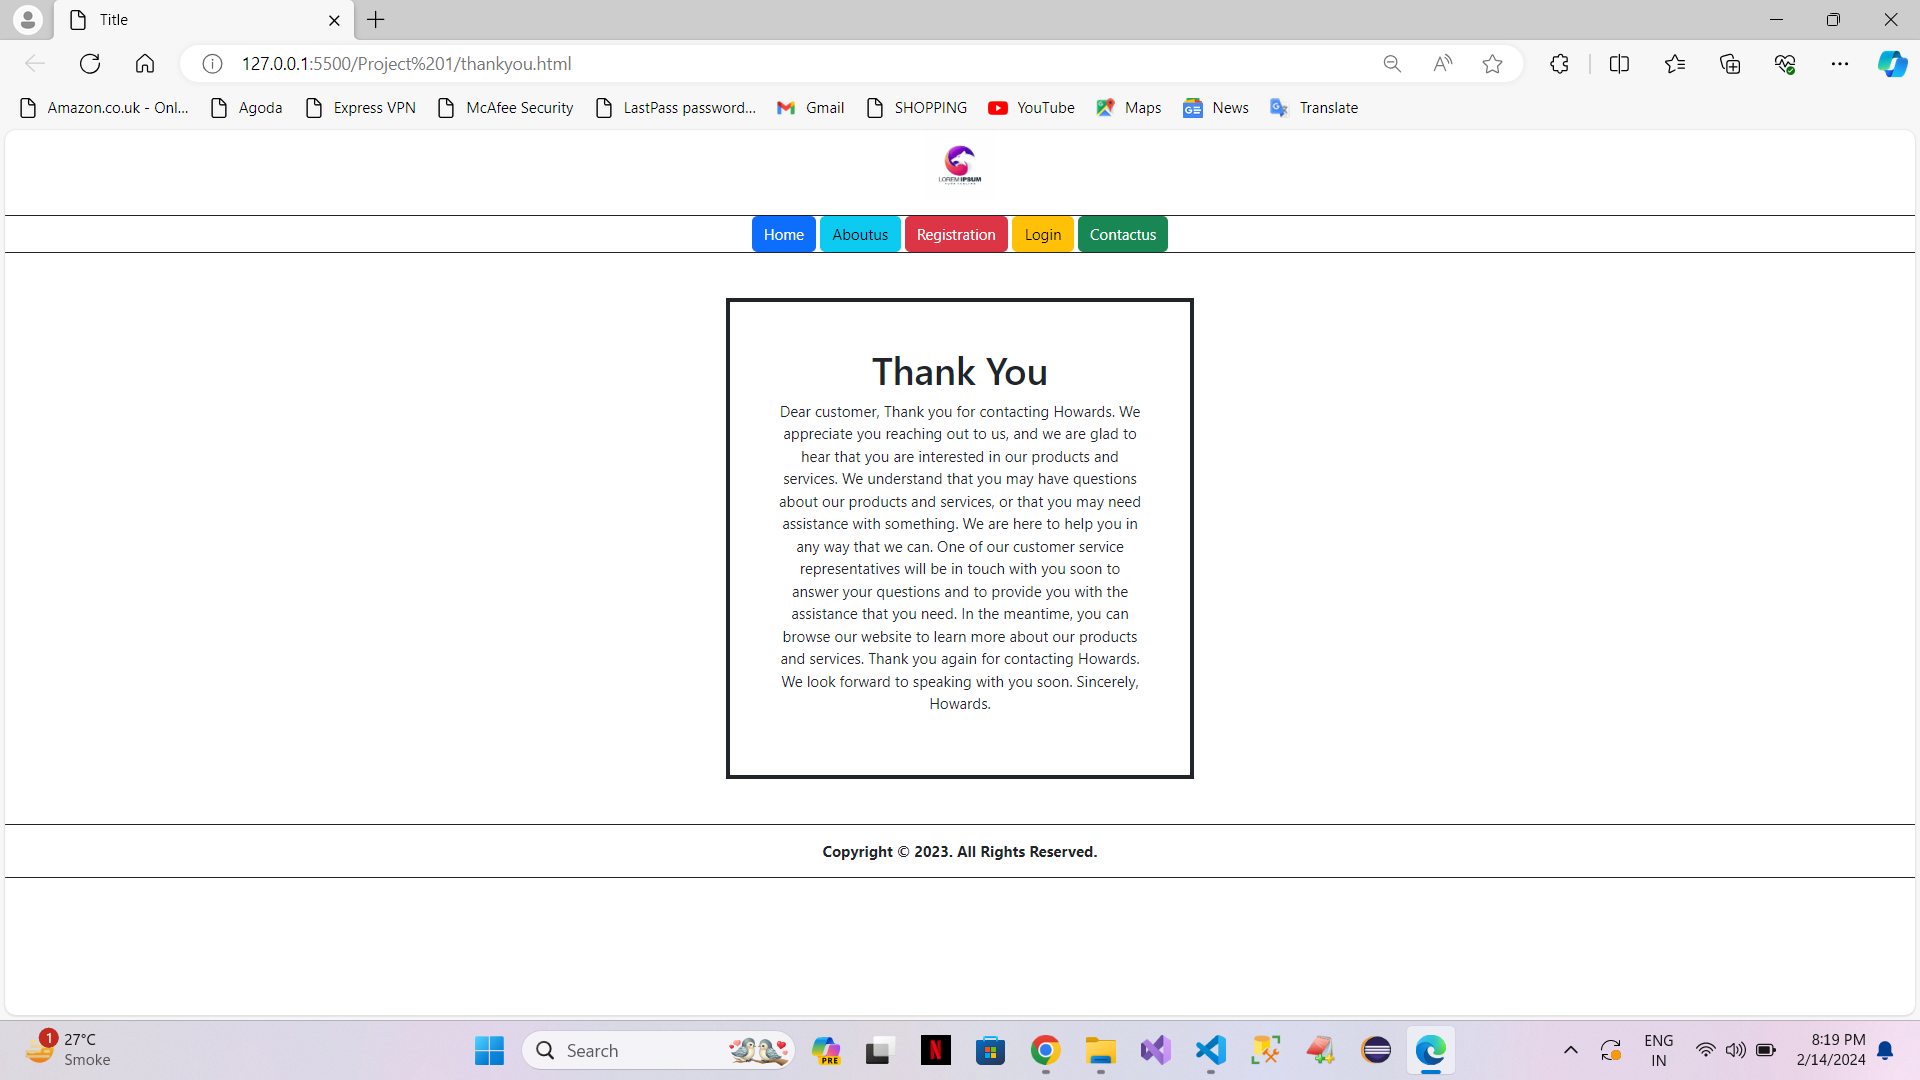 Title
127.0.0.1:5500/Project%201/thankyou.html
Amazon.co.uk - Onl... Agoda Express VPN McAfee Security LastPass password... Gmail SHOPPING YouTube Maps News Translate
LOREM IPSUM
Home Aboutus Registration Login Contactus
Thank You
Dear customer, Thank you for contacting Howards. We
appreciate you reaching out to us, and we are glad to
hear that you are interested in our products and
services. We understand that you may have questions
about our products and services, or that you may need
assistance with something. We are here to help you in
any way that we can. One of our customer service
representatives will be in touch with you soon to
answer your questions and to provide you with the
assistance that you need. In the meantime, you can
browse our website to learn more about our products
and services. Thank you again for contacting Howards.
We look forward to speaking with you soon. Sincerely,
Howards.
Copyright © 2023. All Rights Reserved.
1
27°C
Smoke
Search
PRE
N
ENG
IN
8:19 PM
2/14/2024